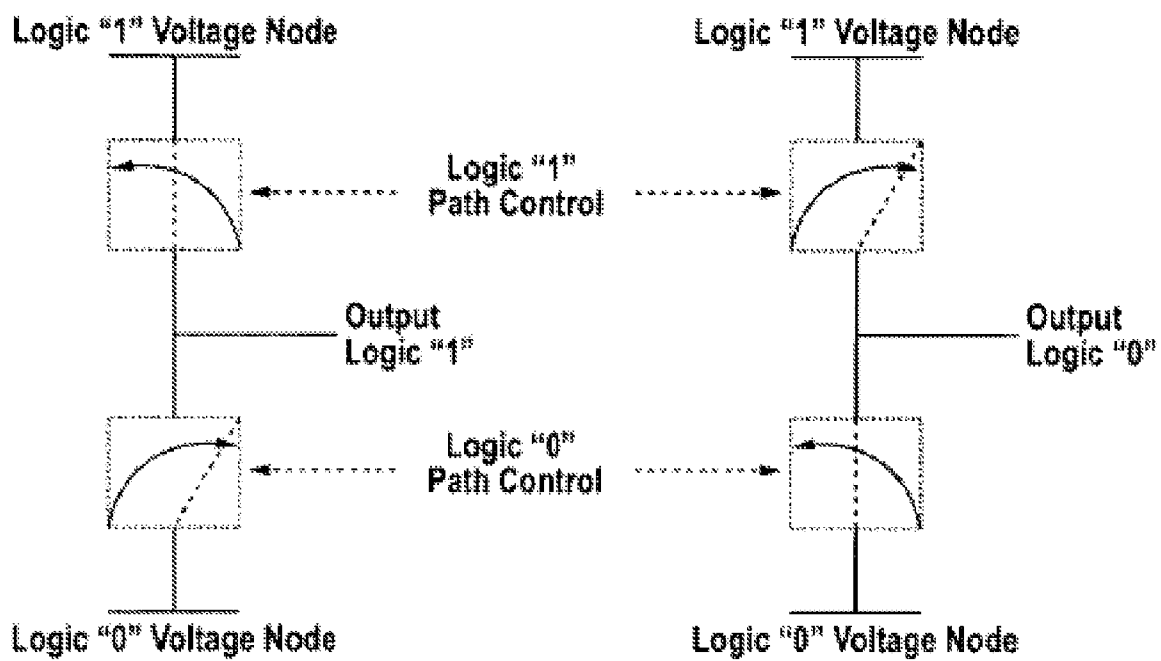 Logic "1" Voltage Node
Logic "1" Voltage Node
Logic "1"
Path Control
Output
Logic "1"
Output
Logic "0"
Logic "0"
Path Control
Logic "0" Voltage Node
Logic "0" Voltage Node